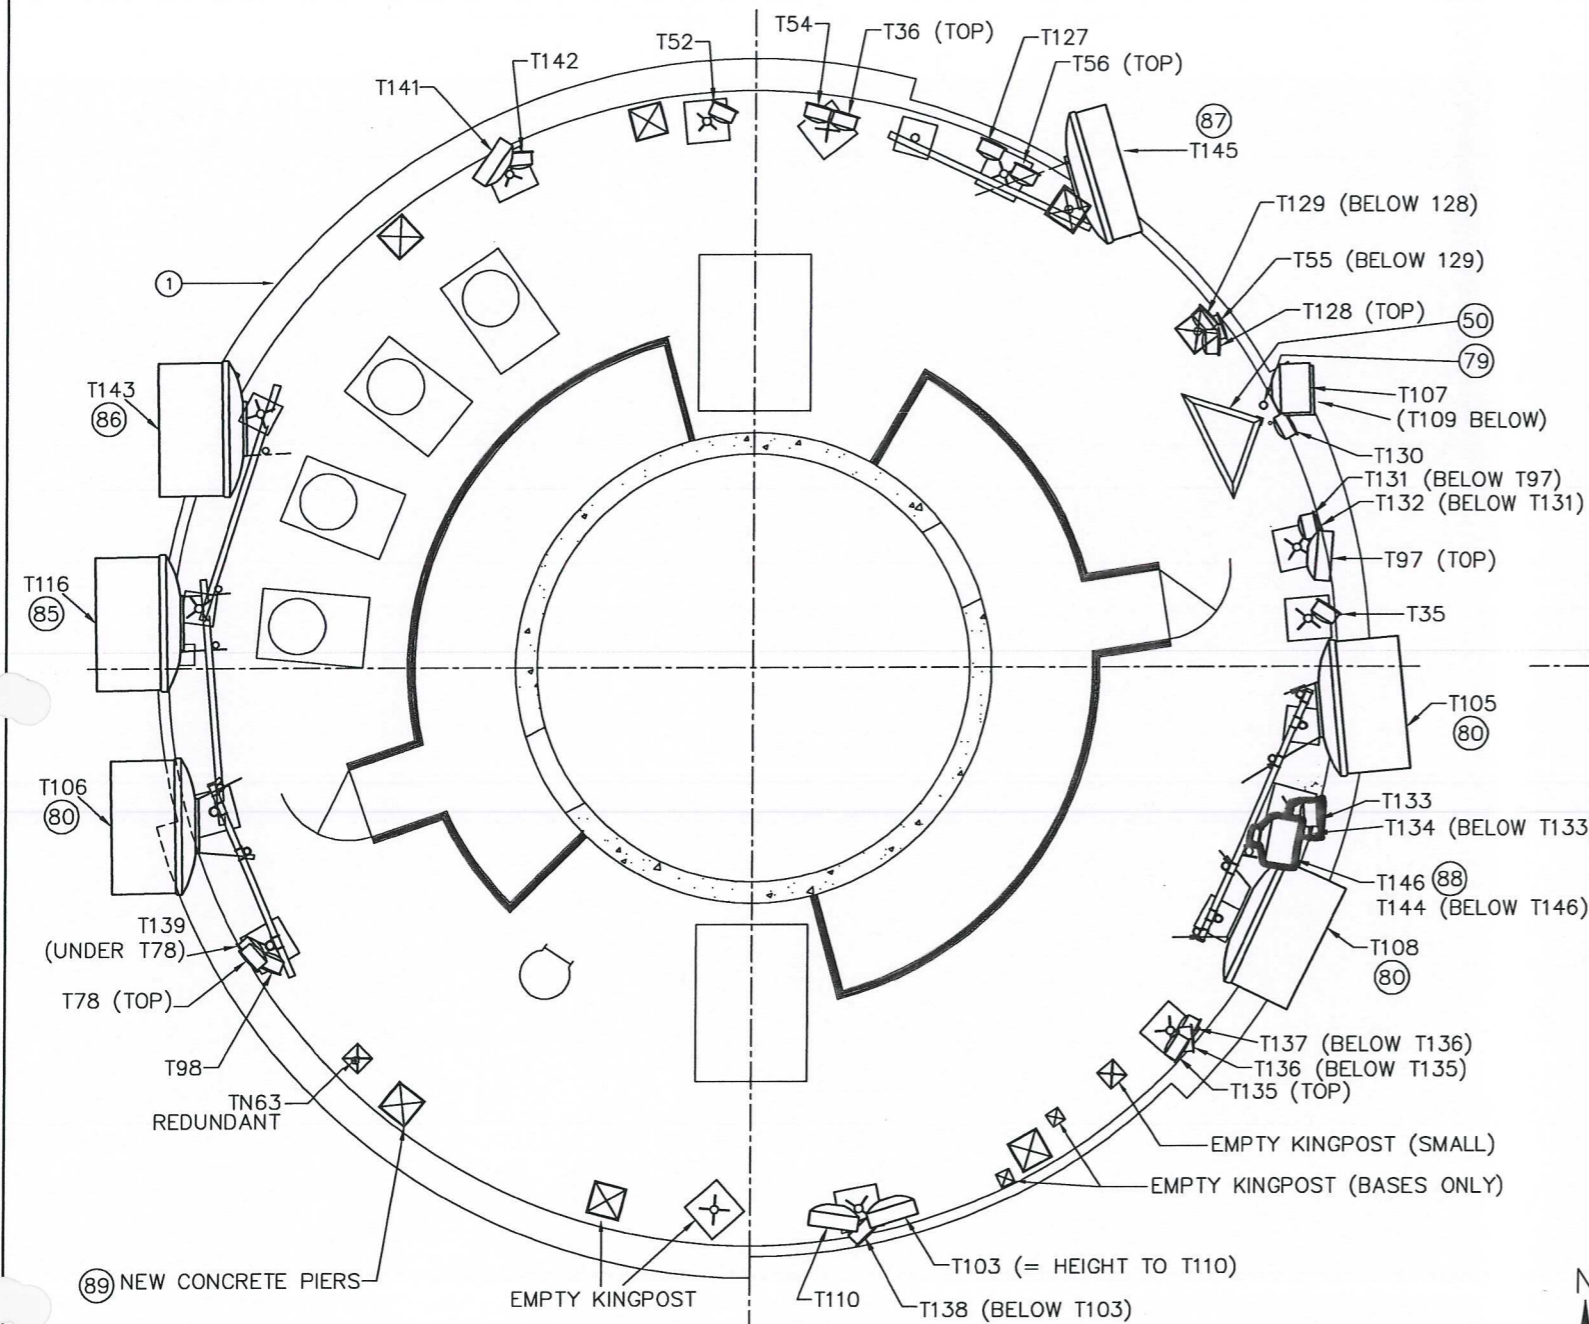 T54
T36 (TOP)
T52
T127
T142
T56 (TOP)
T141
87
T145
T129 (BELOW 128)
T55 (BELOW 129)
1
T128 (TOP)
50
79
T143
86
T107
(T109 BELOW)
T130
T131 (BELOW T97)
T132 (BELOW T131)
T97 (TOP)
T116
85
T35
T105
80
T106
80
T133
T134 (BELOW T133
T146 88
T144 (BELOW T146)
T139
(UNDER T78)
T108
80
T78 (TOP)
T137 (BELOW T136)
T136 (BELOW T135)
T135 (TOP)
T98
TN63
REDUNDANT
EMPTY KINGPOST (SMALL)
EMPTY KINGPOST (BASES ONLY)
T103 (= HEIGHT TO T110)
89 NEW CONCRETE PIERS
EMPTY KINGPOST
T110
T138 (BELOW T103)
N